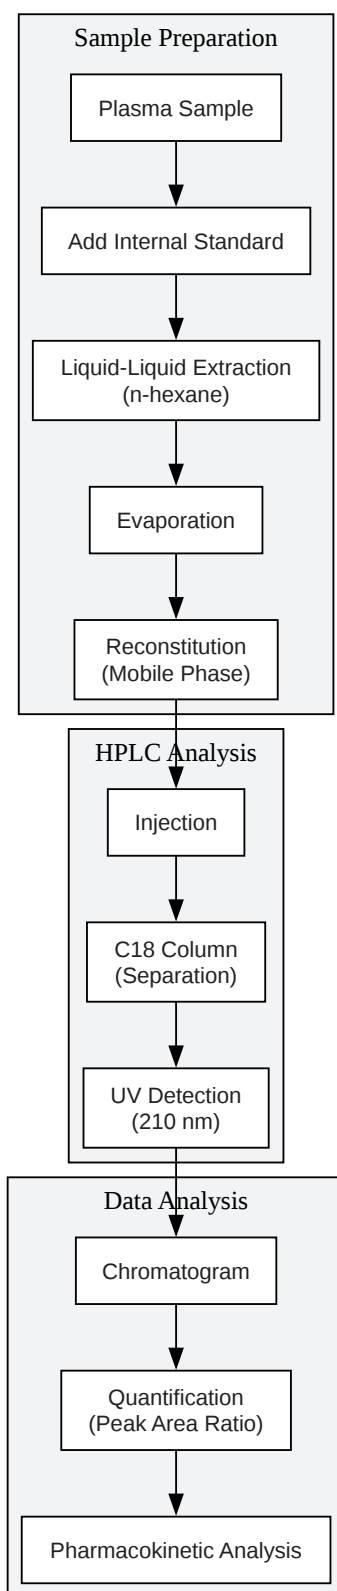 Sample Preparation
Plasma Sample
Add Internal Standard
Liquid-Liquid Extraction
(n-hexane)
Evaporation
Reconstitution
(Mobile Phase)
HPLC Analysis
Injection
C18 Column
(Separation)
UV Detection
(210 nm)
Data Analysis
Chromatogram
Quantification
(Peak Area Ratio)
Pharmacokinetic Analysis